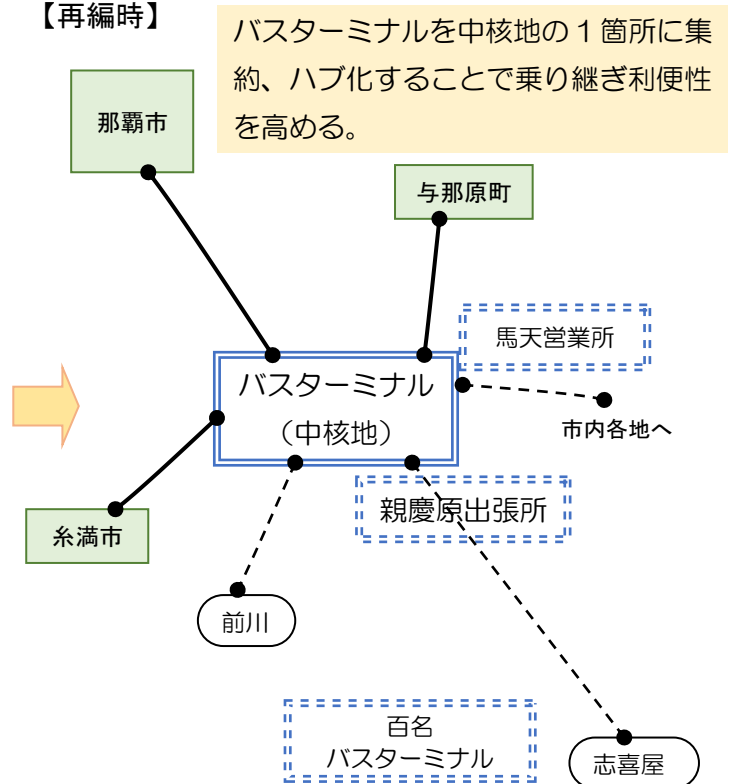 【再編時】
バスターミナルを中核地の1箇所に集
約、ハブ化することで乗り継ぎ利便性
を高める。
那覇市
与那原町
馬天営業所
バスターミナル
（中核地）
市内各地へ
親慶原出張所
糸満市
前川
百名
バスターミナル
志喜屋